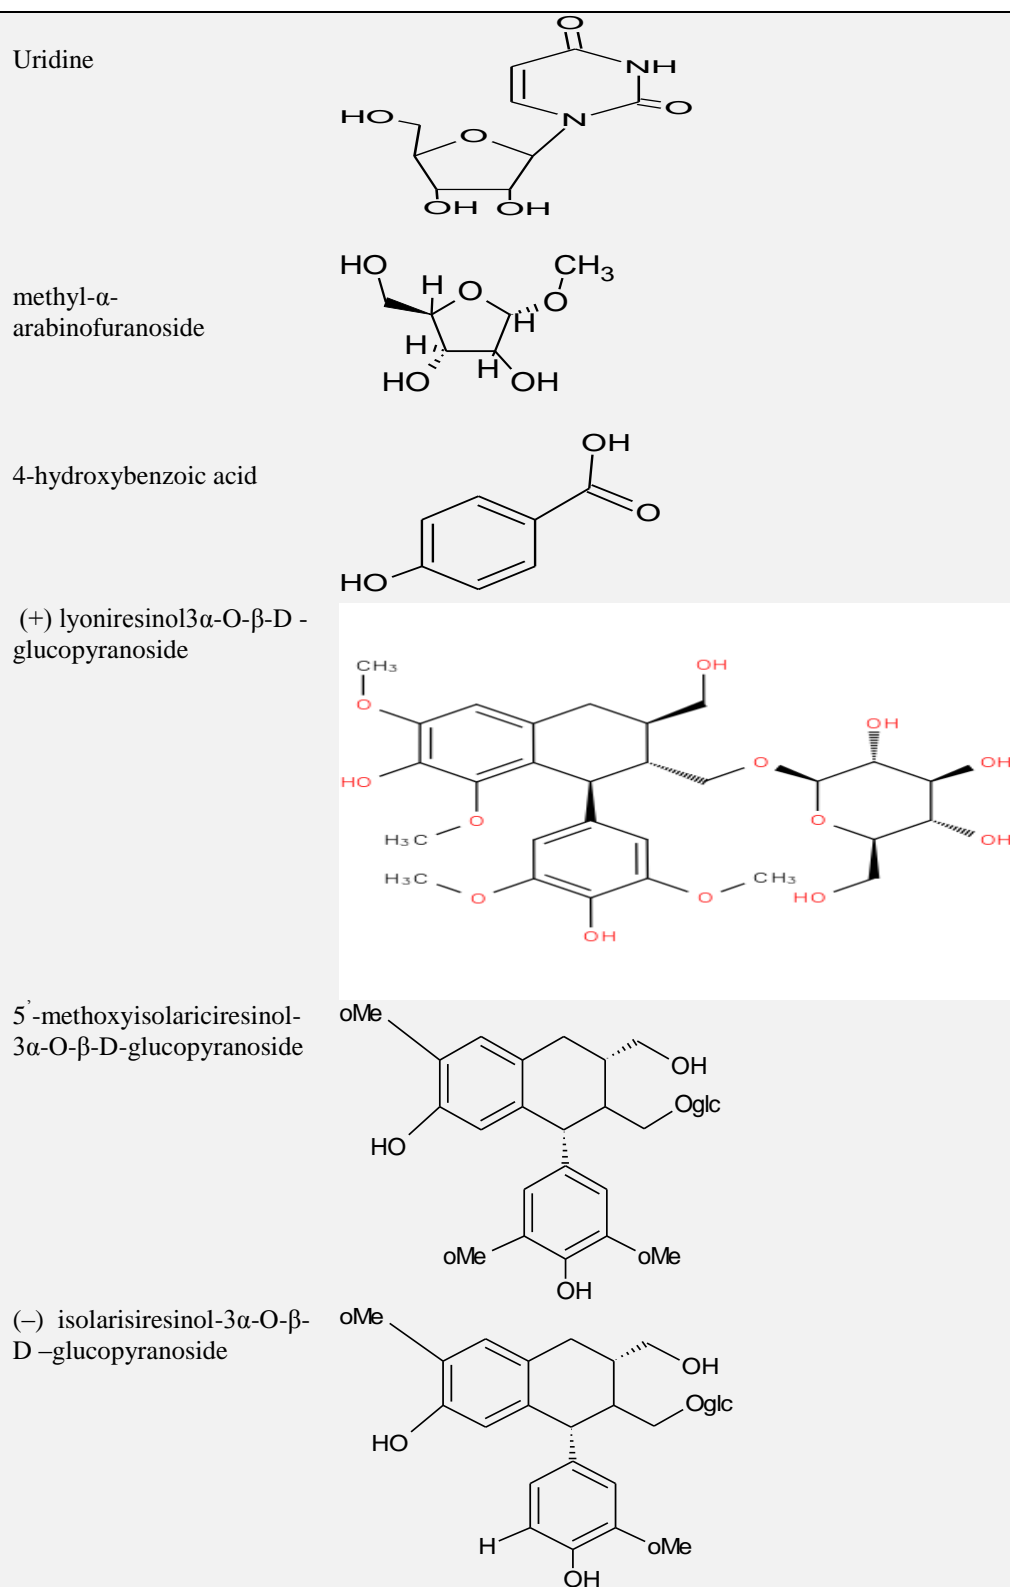 Uridine
O
NH
O
N
HO
O
OH OH
methyl-α-
arabinofuranoside
HO
CH3
H
O
O
H
H
H
HO
OH
4-hydroxybenzoic acid
OH
O
HO
(+) lyoniresinol3α-O-β-D -
glucopyranoside
CH3
OH
O
OH
HO
O
OH
O
O
H3C
OH
H3C
O
O
CH3
HO
OH
5’-methoxyisolariciresinol-
3α-O-β-D-glucopyranoside
oMe
OH
Oglc
HO
oMe
oMe
OH
(–) isolarisiresinol-3α-O-β-
D –glucopyranoside
oMe
OH
Oglc
HO
H
oMe
OH